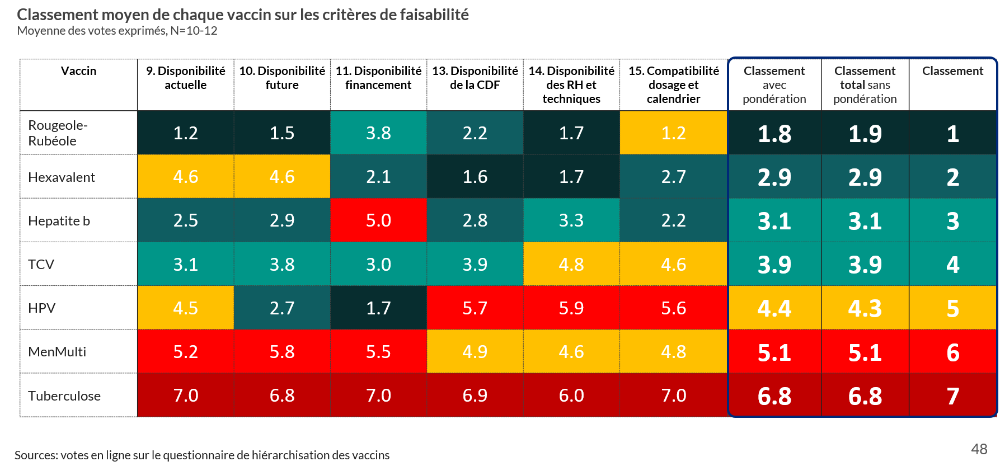 Classement moyen de chaque vaccin sur les critères de faisabilité
Moyenne des votes exprimés, N=10-12
Vaccin
9. Disponibilité
actuelle
10. Disponibilité
future
11. Disponibilité
financement
13. Disponibilité
de la CDF
14. Disponibilité
des RH et
techniques
15. Compatibilité
dosage et
calendrier
Classement
avec
pondération
Classement
total sans
pondération
Classement
Rougeole-
Rubéole
1.2 1.5 3.8 2.2 1.7 1.2 1.8 1.9 1
Hexavalent 4.6 4.6 2.1 1.6 1.7 2.7 2.9 2.9 2
Hepatite b 2.5 2.9 5.0 2.8 3.3 2.2 3.1 3.1 3
TCV 3.1 3.8 3.0 3.9 4.8 4.6 3.9 3.9 4
HPV 4.5 2.7 1.7 5.7 5.9 5.6 4.4 4.3 5
MenMulti 5.2 5.8 5.5 4.9 4.6 4.8 5.1 5.1 6
Tuberculose 7.0 6.8 7.0 6.9 6.0 7.0 6.8 6.8 7
Sources: votes en ligne sur le questionnaire de hiérarchisation des vaccins
48